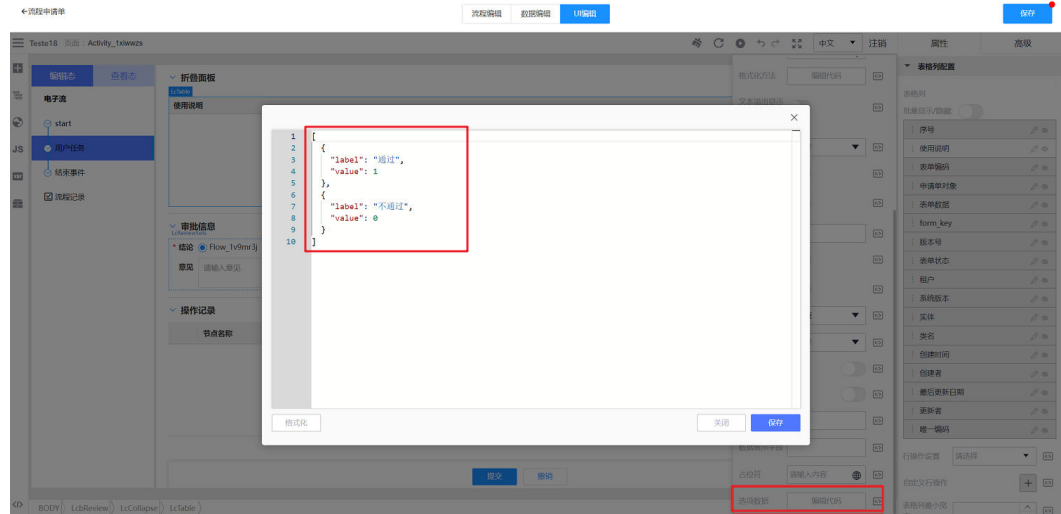 ←流程申请单
流程编辑 数据编辑 UI编辑
保存
Teste18 页面: Activity_1xiwwzs
中文
注销
属性 高级
编辑态 查看态
电子流
start
用户任务
结束事件
流程记录
JS
折叠面板
LcTable
使用说明
审批信息
* 结论 Flow_1v9mr3j
意见 请输入意见
操作记录
节点名称
提交 撤销
BODY LcbReview LcCollapse LcTable
1 [
2 {
3 "label": "通过",
4 "value": 1
5 },
6 {
7 "label": "不通过",
8 "value": 0
9 }
10 ]
格式化
关闭 保存
格式化方法 编辑代码
占位符 请输入内容
选项数据 编辑代码
表格列配置
表格列
批量显示/隐藏
序号
使用说明
表单编码
申请单对象
表单数据
form_key
版本号
表单状态
租户
系统版本
实体
类名
创建时间
创建者
最后更新日期
更新者
唯一编码
行操作设置 请选择
自定义行操作